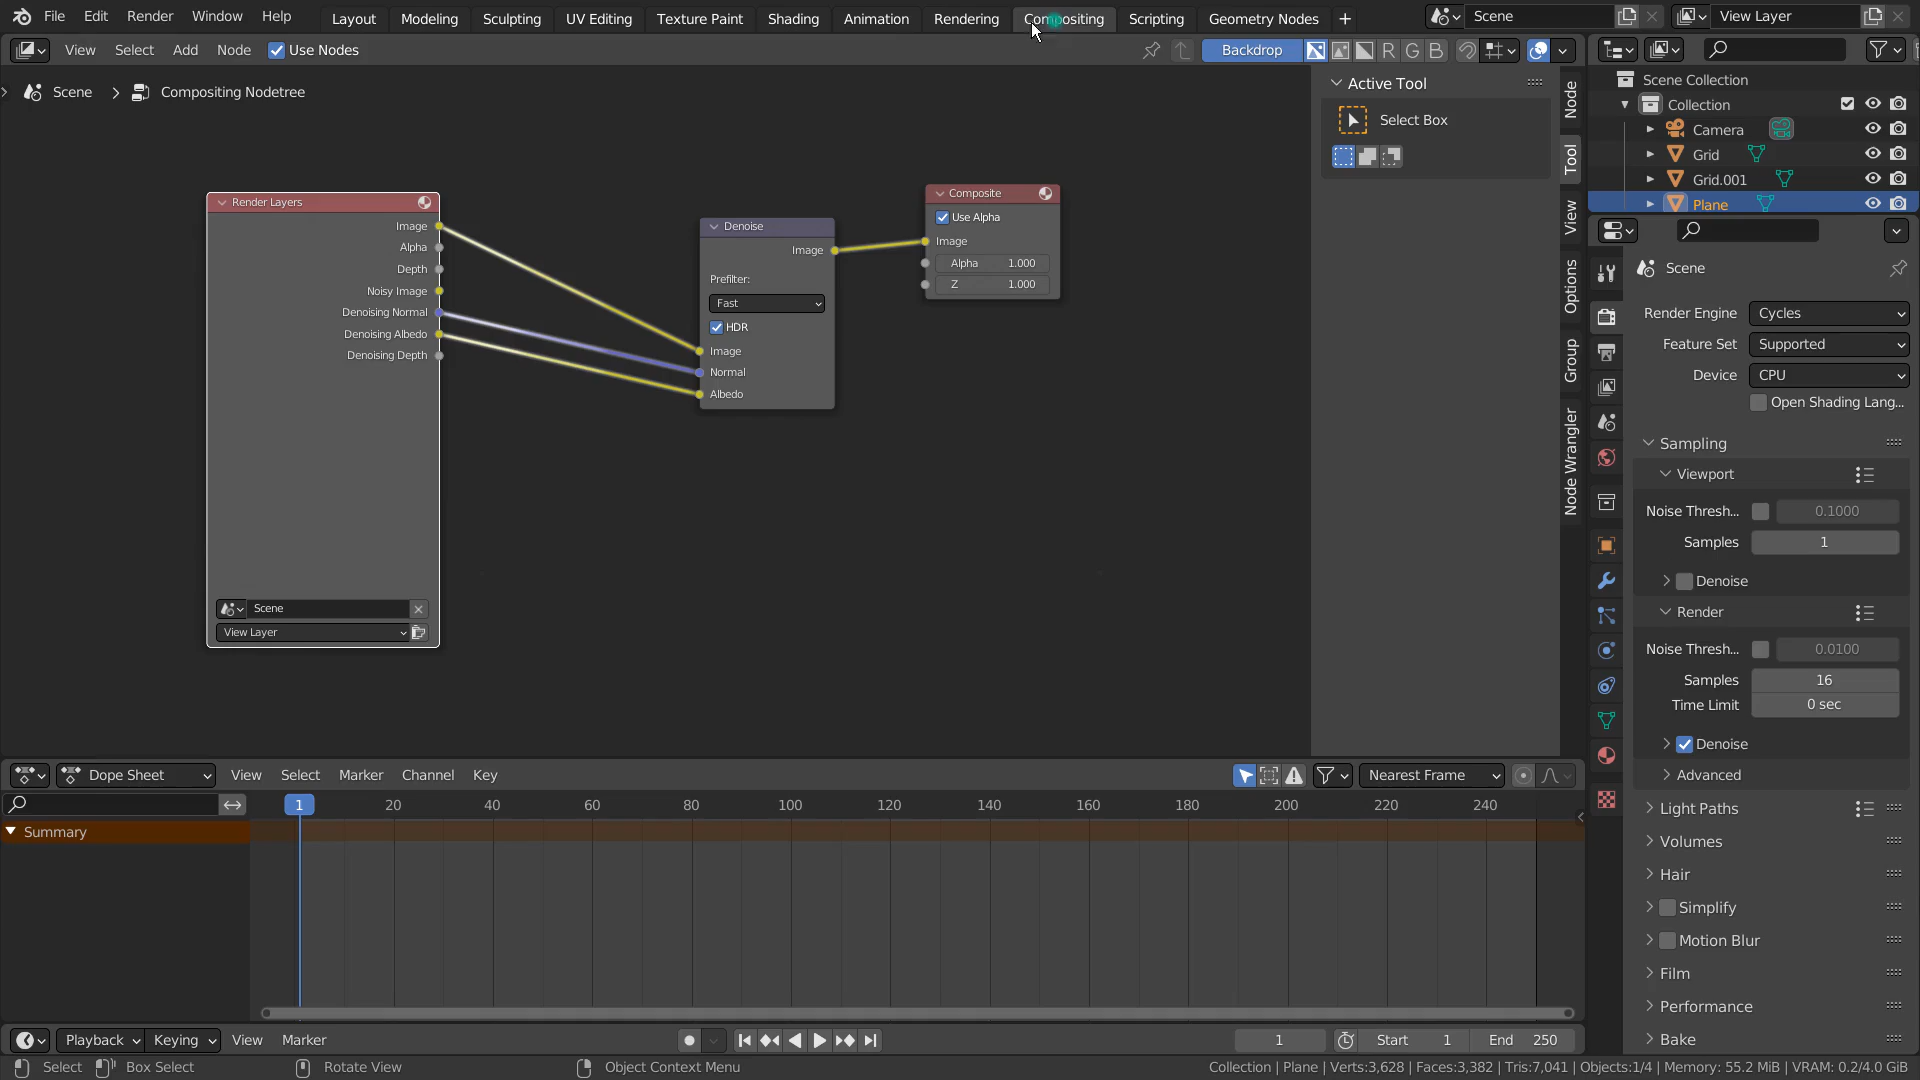 File Edit Render Window Help Layout Modeling Sculpting UV Editing Texture Paint Shading Animation Rendering Compositing Scripting Geometry Nodes + Scene View Layer
View Select Add Node Use Nodes Backdrop R G B
Scene > Compositing Nodetree
Active Tool
Select Box
Node
Tool
View
Options
Group
Node Wrangler
Render Layers
Image
Alpha
Depth
Noisy Image
Denoising Normal
Denoising Albedo
Denoising Depth
Scene
View Layer
Denoise
Image
Prefilter:
Fast
HDR
Image
Normal
Albedo
Composite
Use Alpha
Image
Alpha 1.000
Z 1.000
Scene Collection
Collection
Camera
Grid
Grid.001
Plane
Scene
Render Engine Cycles
Feature Set Supported
Device CPU
Open Shading Lang...
Sampling
Viewport
Noise Thresh... 0.1000
Samples 1
Denoise
Render
Noise Thresh... 0.0100
Samples 16
Time Limit 0 sec
Denoise
Advanced
Light Paths
Volumes
Hair
Simplify
Motion Blur
Film
Performance
Bake
Dope Sheet View Select Marker Channel Key Nearest Frame
1 20 40 60 80 100 120 140 160 180 200 220 240
Summary
Playback Keying View Marker 1 Start 1 End 250
Select Box Select Rotate View Object Context Menu Collection | Plane | Verts:3,628 | Faces:3,382 | Tris:7,041 | Objects:1/4 | Memory: 55.2 MiB | VRAM: 0.2/4.0 GiB